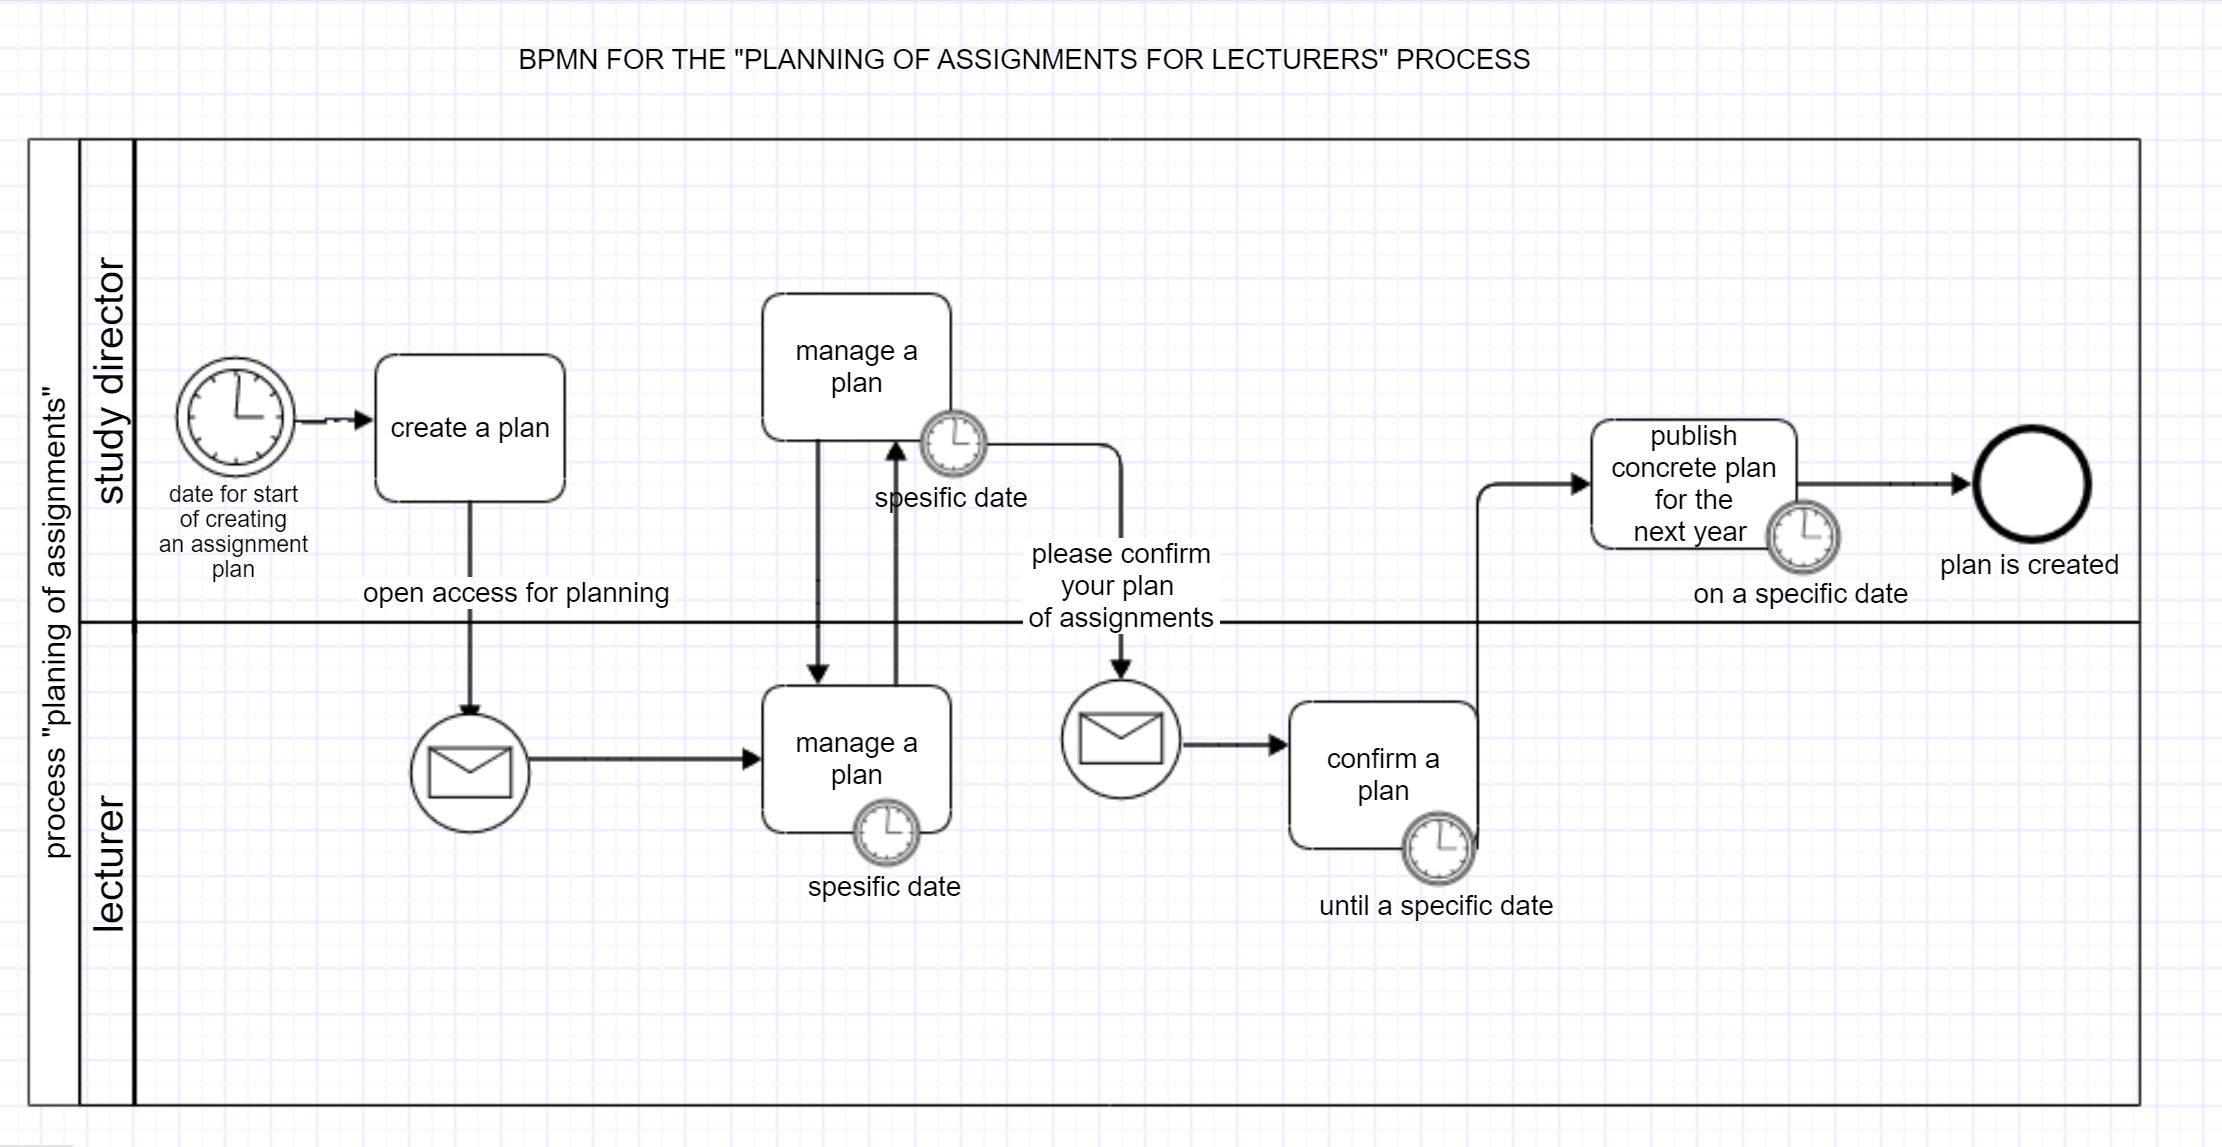 BPMN FOR THE "PLANNING OF ASSIGNMENTS FOR LECTURERS" PROCESS
process "planing of assignments"
study director
date for start
of creating
an assignment
plan
create a plan
open access for planning
manage a
plan
spesific date
please confirm
your plan
of assignments
publish
concrete plan
for the
next year
on a specific date
plan is created
lecturer
manage a
plan
spesific date
confirm a
plan
until a specific date